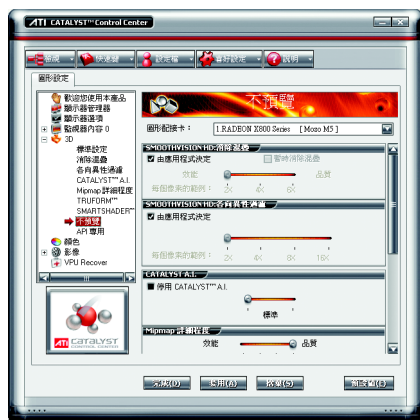 ATI CATALYST™ Control Center
檢視
快速鍵
設定檔
喜好設定
說明
圖形設定
歡迎您使用本產品
顯示器管理器
顯示器選項
監視器內容 0
3D
標準設定
消除混疊
各向異性過濾
CATALYST™ A.I.
Mipmap 詳細程度
TRUFORM™
SMARTSHADER™
不預覽
API 專用
顏色
影像
VPU Recover
ATI CATALYST
CONTROL CENTER
不預覽
圖形配接卡：
1.RADEON X800 Series [Mozo M5 ]
SMOOTHVISION HD:消除混疊
由應用程式決定
暫時消除混疊
效能
品質
每個像素的範例：
2X 4X 6X
SMOOTHVISION HD:各向異性過濾
由應用程式決定
每個像素的範例：
2X 4X 8X 16X
CATALYST A.I.
停用 CATALYST™ A.I.
標準
Mipmap 詳細程度
效能
品質
套用(A)
預設值(E)